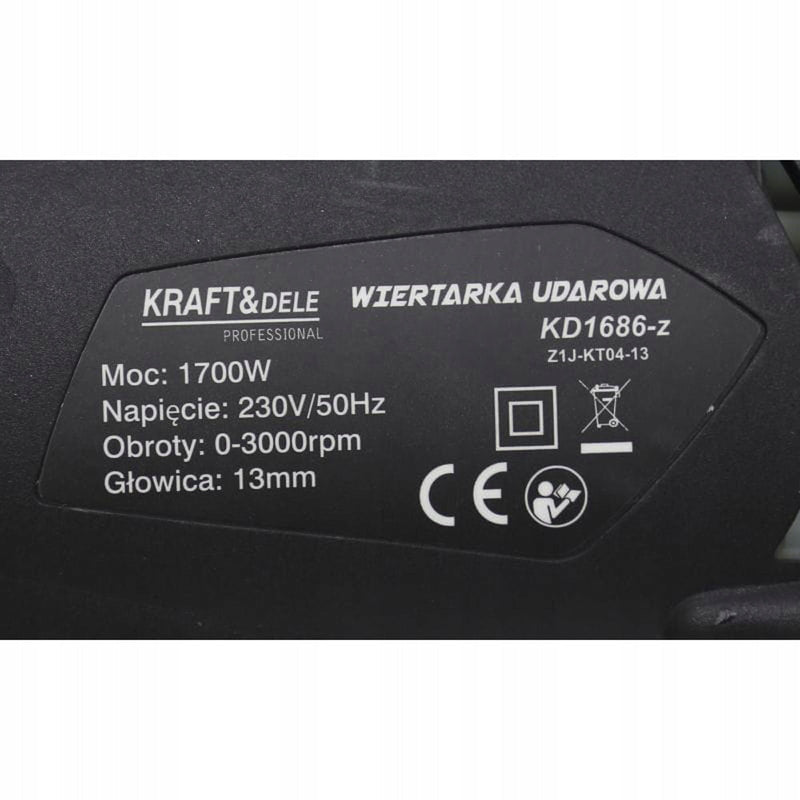 KRAFT&DELE WIERTARKA UDAROWA
PROFESSIONAL
KD1686-z
Z1J-KT04-13
Moc: 1700W
Napięcie: 230V/50Hz
Obroty: 0-3000rpm
Głowica: 13mm
CE